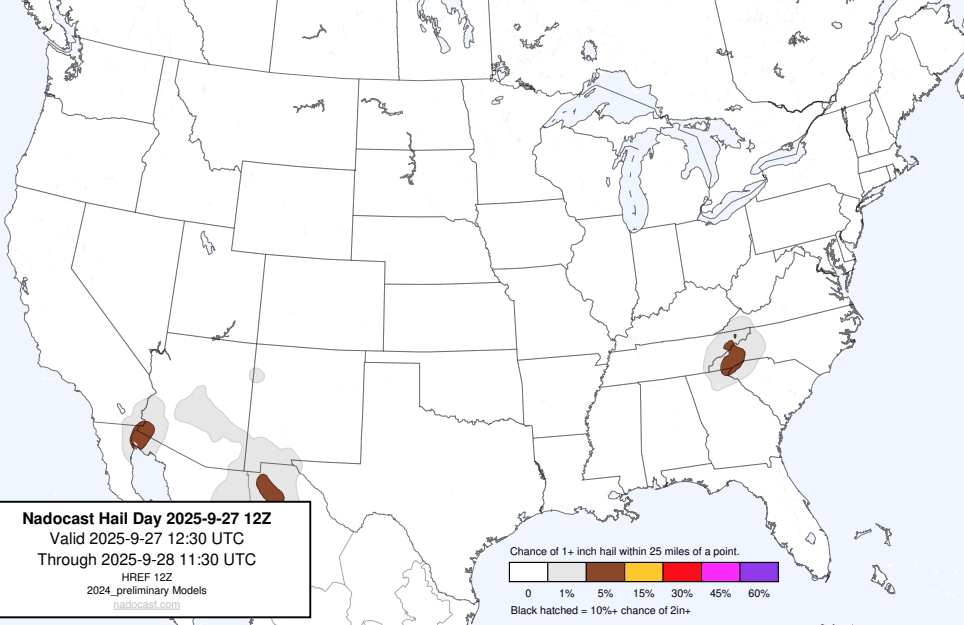 Nadocast Hail Day 2025-9-27 12Z
Valid 2025-9-27 12:30 UTC
Through 2025-9-28 11:30 UTC
HREF 12Z
2024_preliminary Models
nadocast.com
Chance of 1+ inch hail within 25 miles of a point.
0 1% 5% 15% 30% 45% 60%
Black hatched = 10%+ chance of 2in+